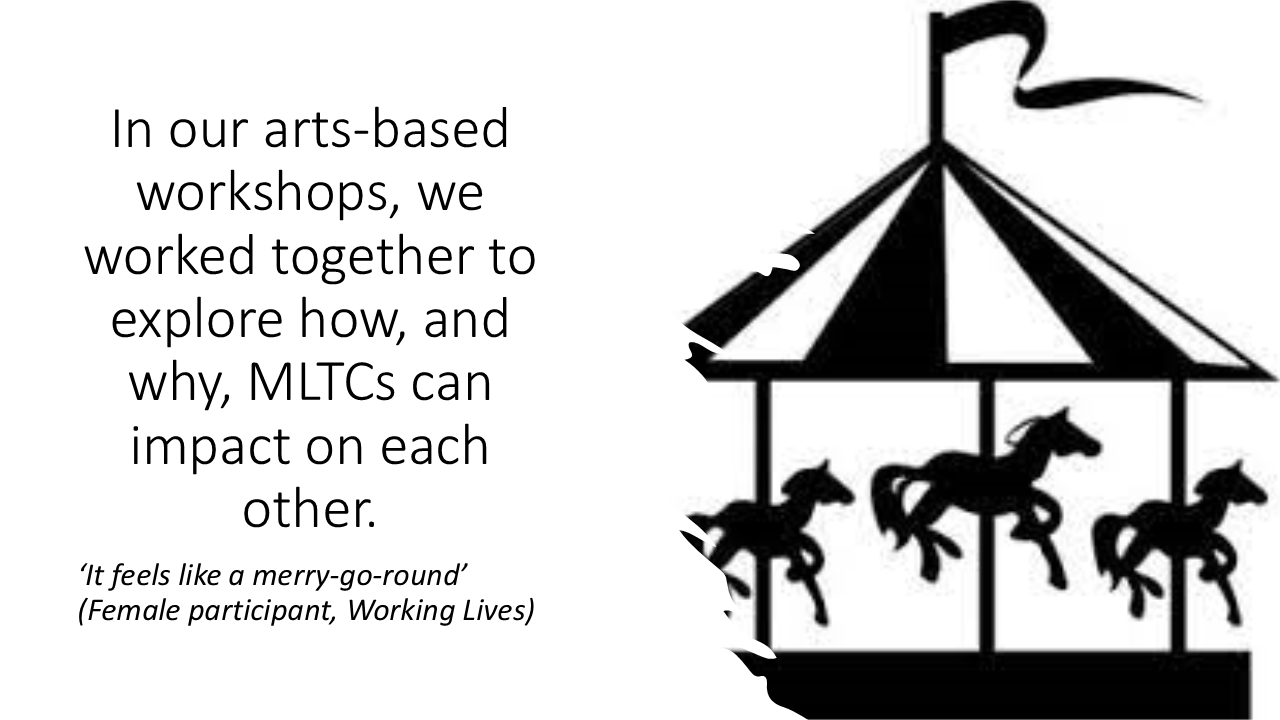 In our arts-based
workshops, we
worked together to
explore how, and
why, MLTCs can
impact on each
other.
‘It feels like a merry-go-round’
(Female participant, Working Lives)